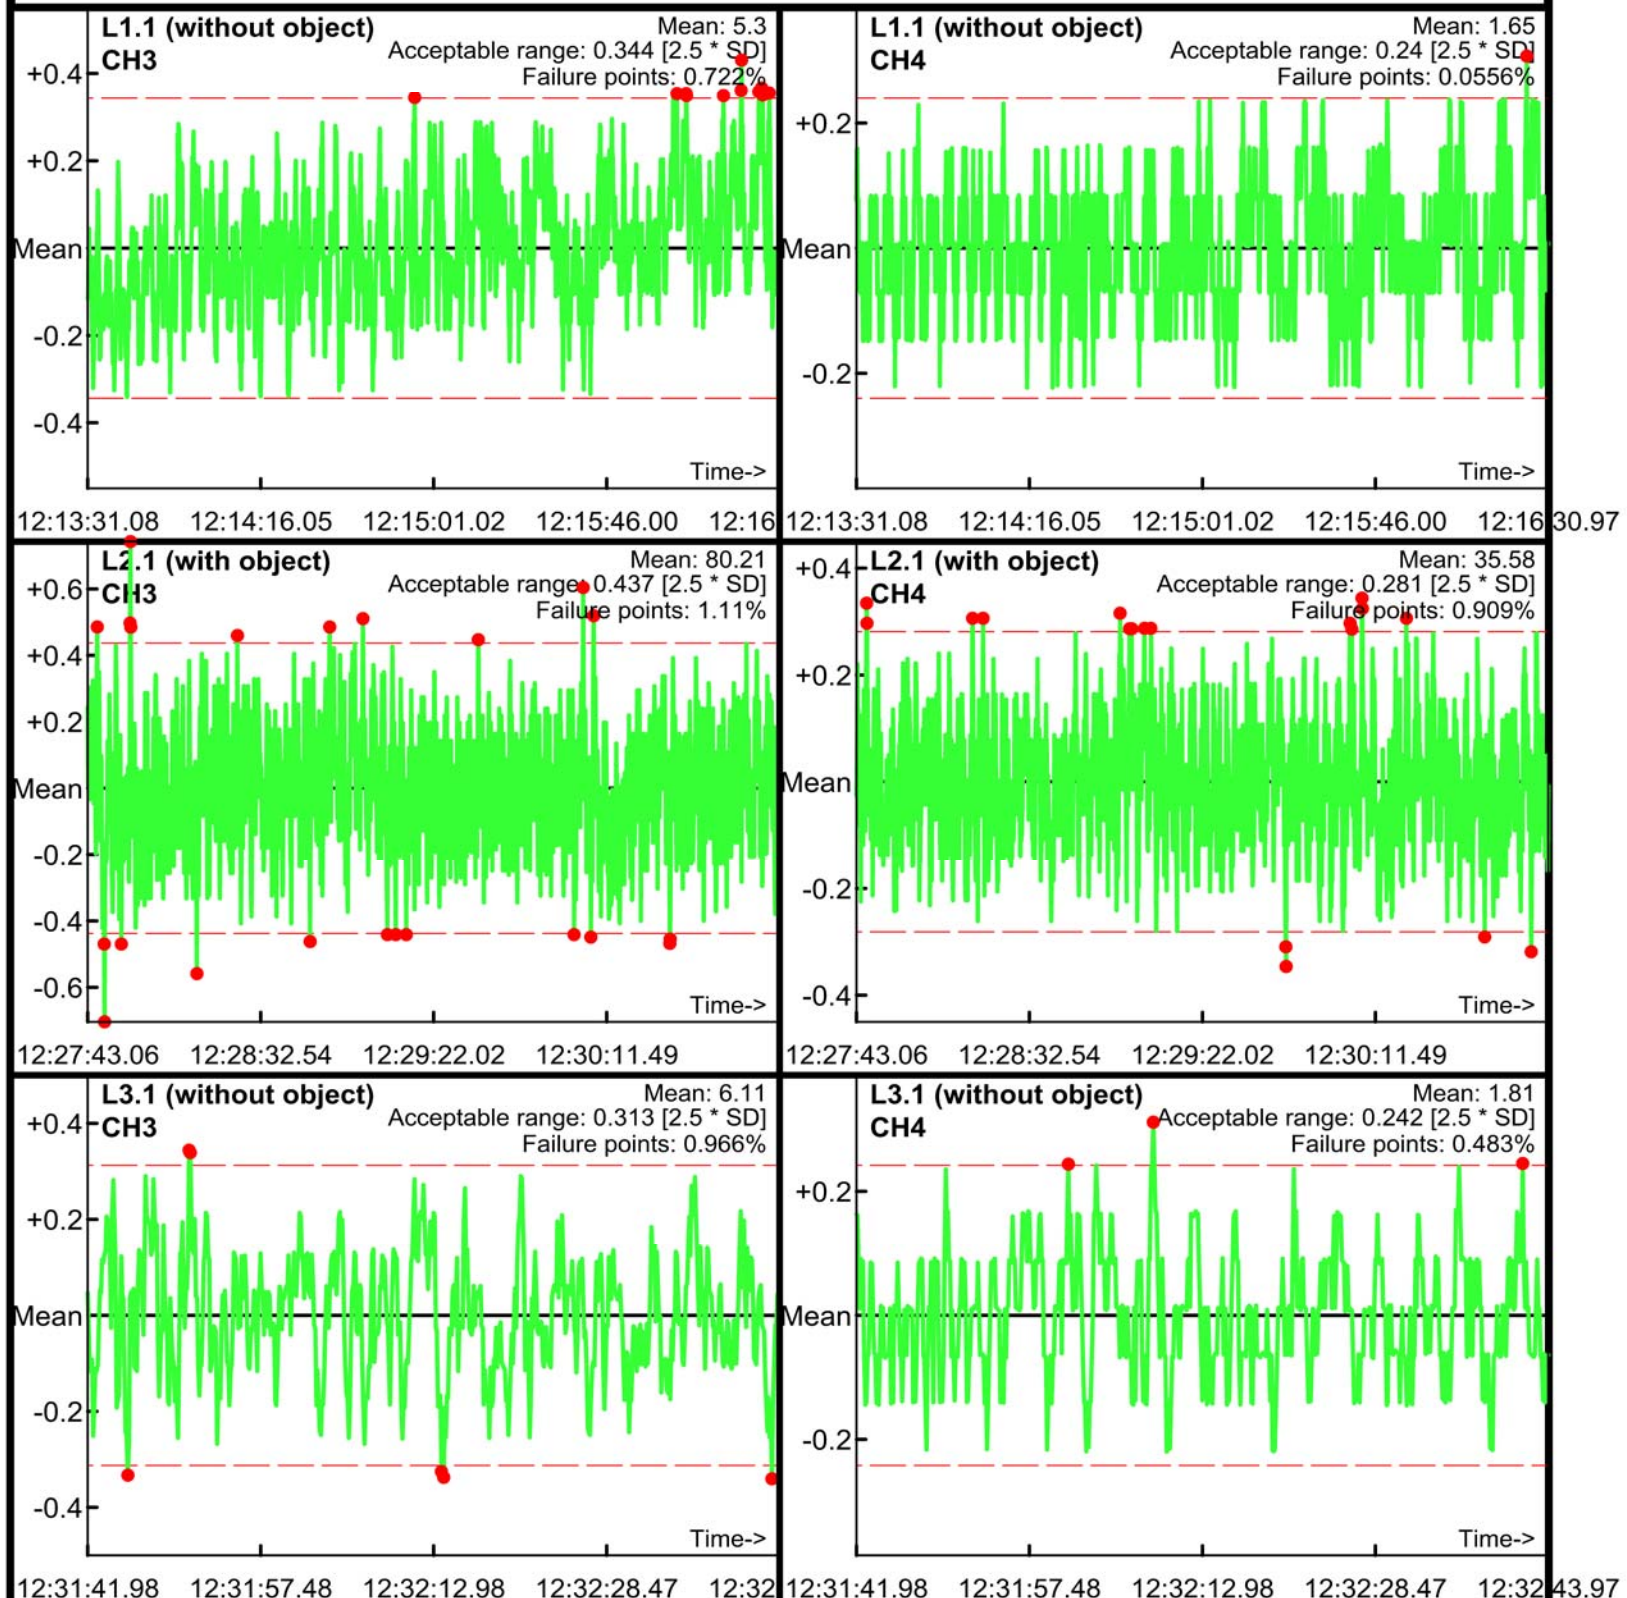 L1.1 (without object)
CH3
Mean: 5.3
Acceptable range: 0.344 [2.5 * SD]
Failure points: 0.722%
+0.4
+0.2
Mean
-0.2
-0.4
Time->
12:13:31.08 12:14:16.05 12:15:01.02 12:15:46.00 12:16
L1.1 (without object)
CH4
Mean: 1.65
Acceptable range: 0.24 [2.5 * SD]
Failure points: 0.0556%
+0.2
Mean
-0.2
Time->
12:13:31.08 12:14:16.05 12:15:01.02 12:15:46.00 12:16:30.97
L2.1 (with object)
CH3
Mean: 80.21
Acceptable range: 0.437 [2.5 * SD]
Failure points: 1.11%
+0.6
+0.4
+0.2
Mean
-0.2
-0.4
-0.6
Time->
12:27:43.06 12:28:32.54 12:29:22.02 12:30:11.49
L2.1 (with object)
CH4
Mean: 35.58
Acceptable range: 0.281 [2.5 * SD]
Failure points: 0.909%
+0.4
+0.2
Mean
-0.2
-0.4
Time->
12:27:43.06 12:28:32.54 12:29:22.02 12:30:11.49
L3.1 (without object)
CH3
Mean: 6.11
Acceptable range: 0.313 [2.5 * SD]
Failure points: 0.966%
+0.4
+0.2
Mean
-0.2
-0.4
Time->
12:31:41.98 12:31:57.48 12:32:12.98 12:32:28.47 12:32
L3.1 (without object)
CH4
Mean: 1.81
Acceptable range: 0.242 [2.5 * SD]
Failure points: 0.483%
+0.2
Mean
-0.2
Time->
12:31:41.98 12:31:57.48 12:32:12.98 12:32:28.47 12:32:43.97